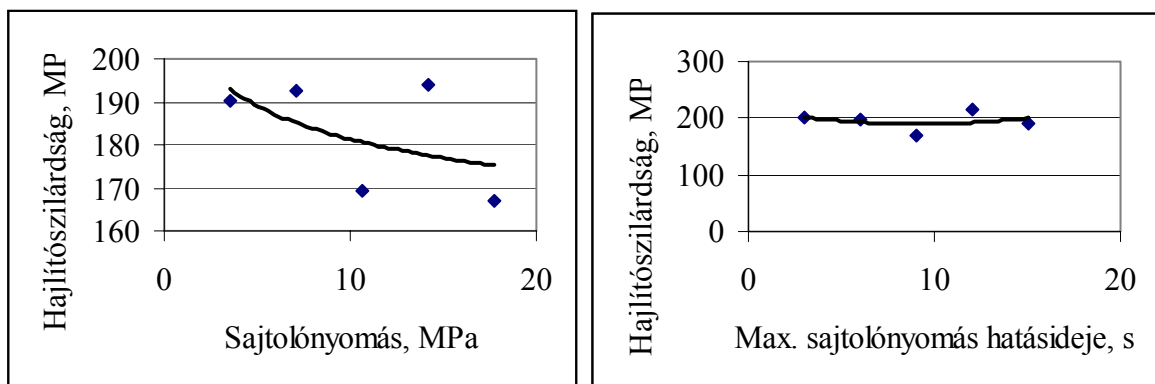 Hajlítószilárdság, MP
200
190
180
170
160
0 10 20
Sajtolónyomás, MPa
Hajlítószilárdság, MP
300
200
100
0
0 10 20
Max. sajtolónyomás hatásideje, s